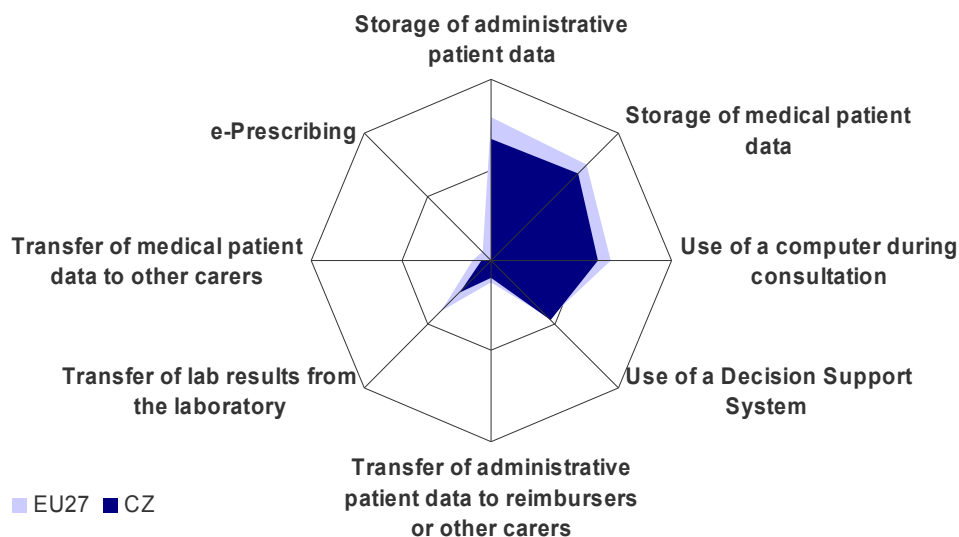 Storage of administrative
patient data
Storage of medical patient
data
Use of a computer during
consultation
Use of a Decision Support
System
Transfer of administrative
patient data to reimbursers
or other carers
Transfer of lab results from
the laboratory
Transfer of medical patient
data to other carers
e-Prescribing
EU27 CZ